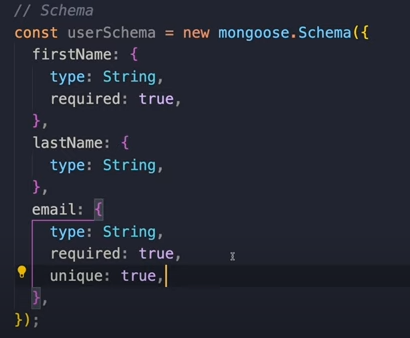 // Schema
const userSchema = new mongoose.Schema({
  firstName: {
    type: String,
    required: true,
  },
  lastName: {
    type: String,
  },
  email: {
    type: String,
    required: true,
    unique: true,
  },
});